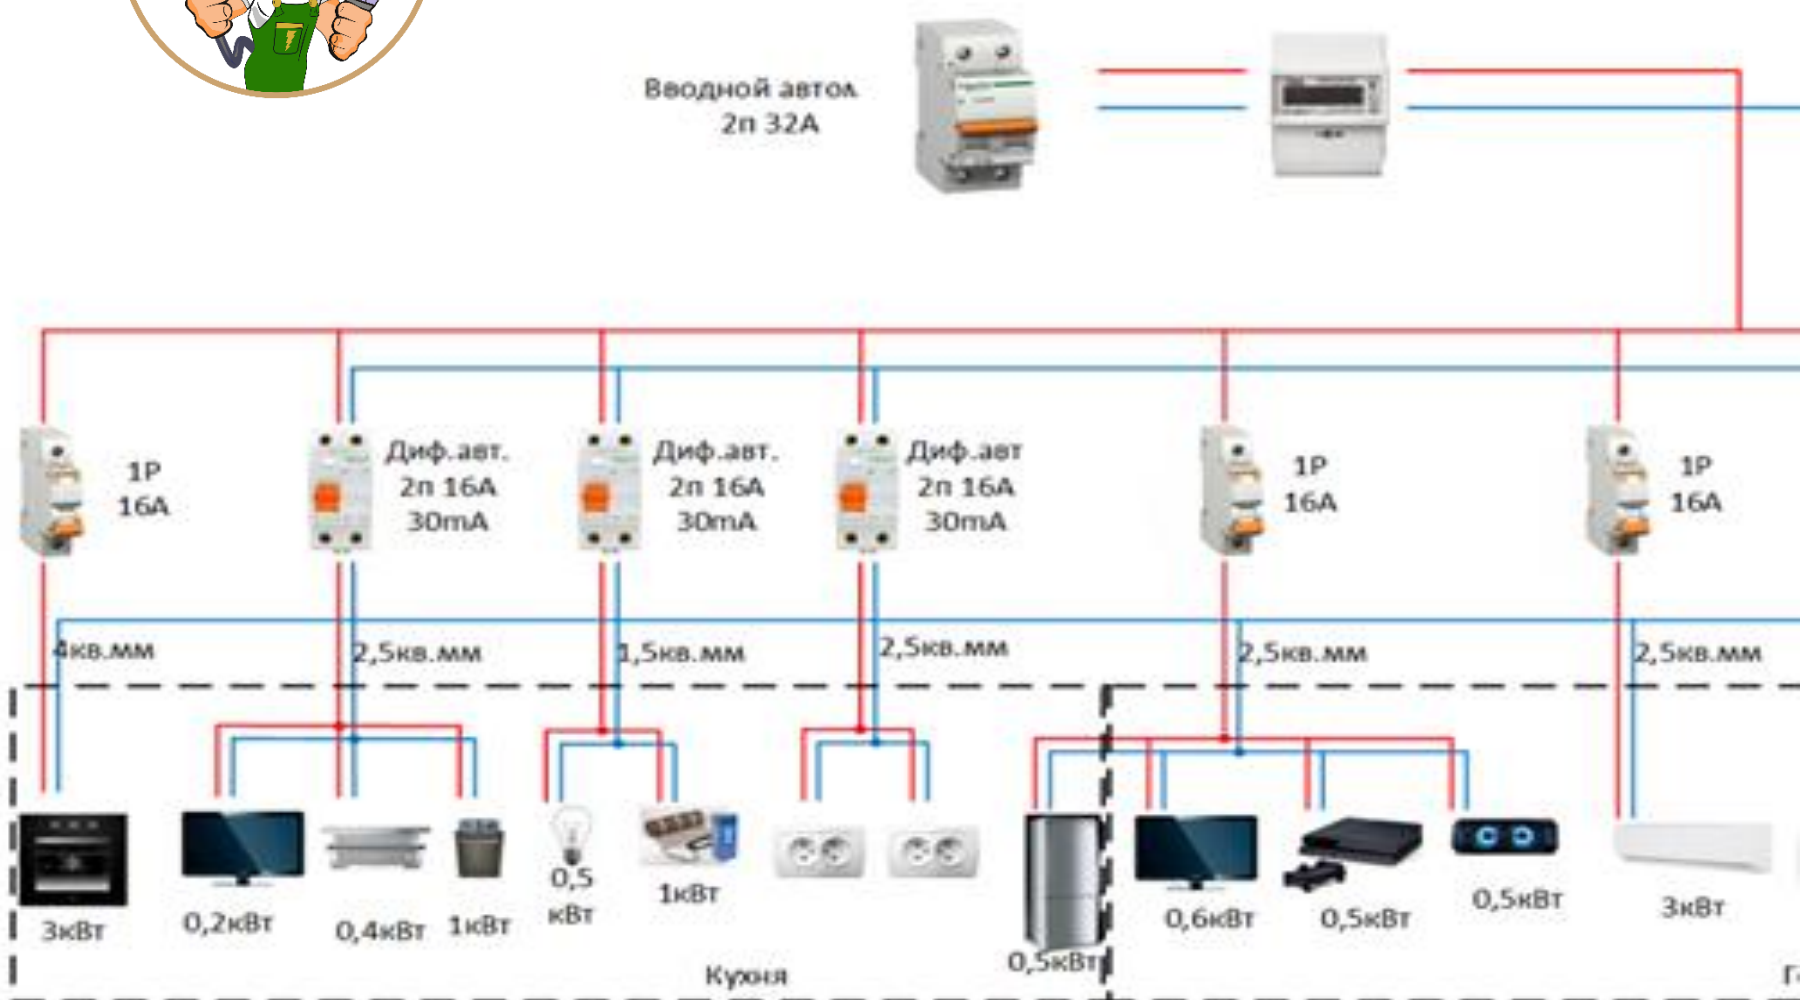 Вводной автом
2п 32А
1Р
16А
Диф.авт.
2п 16А
30mA
Диф.авт.
2п 16А
30mA
Диф.авт
2п 16А
30mA
1Р
16А
1Р
16А
4кв.мм
2,5кв.мм
1,5кв.мм
2,5кв.мм
2,5кв.мм
2,5кв.мм
3кВт
0,2кВт
0,4кВт
1кВт
0,5
кВт
1кВт
0,5кВт
0,6кВт
0,5кВт
0,5кВт
3кВт
Кухня